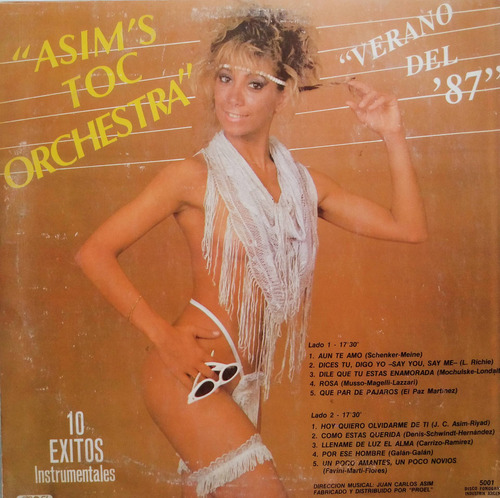 "ASIM'S
TOC
ORCHESTRA"
"VERANO
DEL
'87"
Lado 1 - 17'30'
1. AUN TE AMO (Schenker-Meine)
2. DICES TU, DIGO YO -SAY YOU, SAY ME- (L. Richie)
3. DILE QUE TU ESTAS ENAMORADA (Mochulske-Londall
4. ROSA (Musso-Magelli-Lazzari)
5. QUE PAR DE PAJAROS (El Paz Martinez)
Lado 2 - 17'30'
1. HOY QUIERO OLVIDARME DE TI (J. C. Asim-Riyad)
2. COMO ESTAS QUERIDA (Denis-Schwindt-Hernández)
3. LLENAME DE LUZ EL ALMA (Carrizo-Ramirez)
4. POR ESE HOMBRE (Galán-Galán)
5. UN POCO AMANTES, UN POCO NOVIOS
(Favini-Marti-Flores)
10
EXITOS
Instrumentales
DIRECCION MUSICAL: JUAN CARLOS ASIM
FABRICADO Y DISTRIBUIDO POR "PROEL"
5001